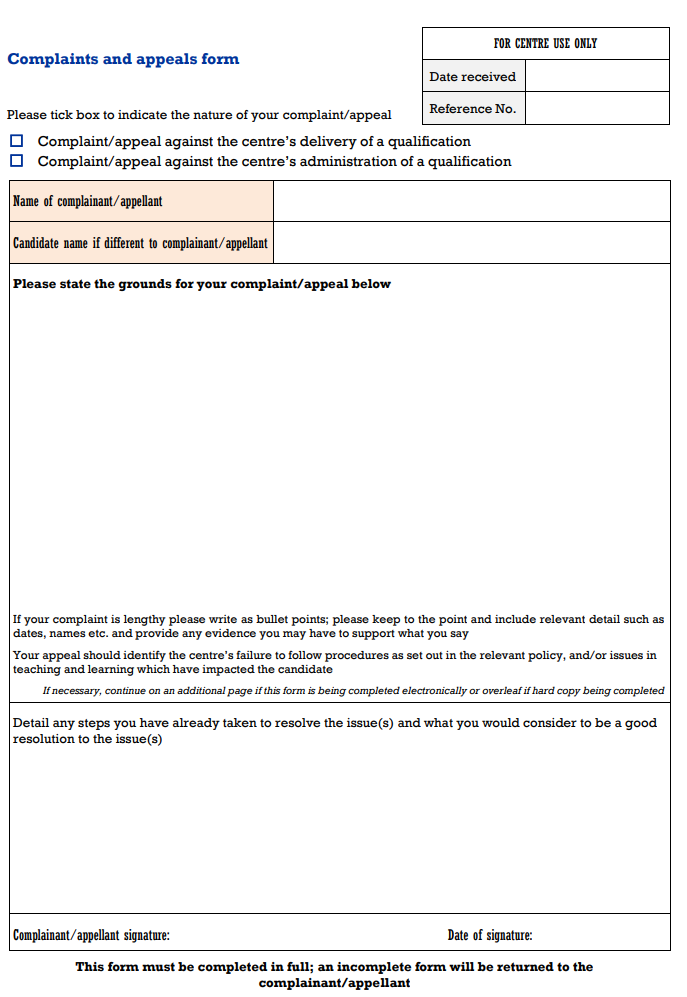 Complaints and appeals form
FOR CENTRE USE ONLY
Date received
Reference No.
Please tick box to indicate the nature of your complaint/appeal
Complaint/appeal against the centre’s delivery of a qualification
Complaint/appeal against the centre’s administration of a qualification
Name of complainant/appellant
Candidate name if different to complainant/appellant
Please state the grounds for your complaint/appeal below
If your complaint is lengthy please write as bullet points; please keep to the point and include relevant detail such as
dates, names etc. and provide any evidence you may have to support what you say
Your appeal should identify the centre’s failure to follow procedures as set out in the relevant policy, and/or issues in
teaching and learning which have impacted the candidate
If necessary, continue on an additional page if this form is being completed electronically or overleaf if hard copy being completed
Detail any steps you have already taken to resolve the issue(s) and what you would consider to be a good
resolution to the issue(s)
Complainant/appellant signature:
Date of signature:
This form must be completed in full; an incomplete form will be returned to the
complainant/appellant